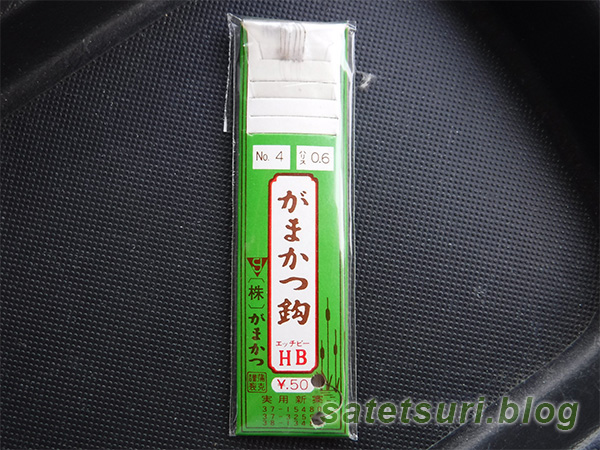 No. 4
ハリス 0.6
がまかつ鈎
エッチビー
HB
〔株〕がまかつ
¥.50
実用新案
satetsuri.blog